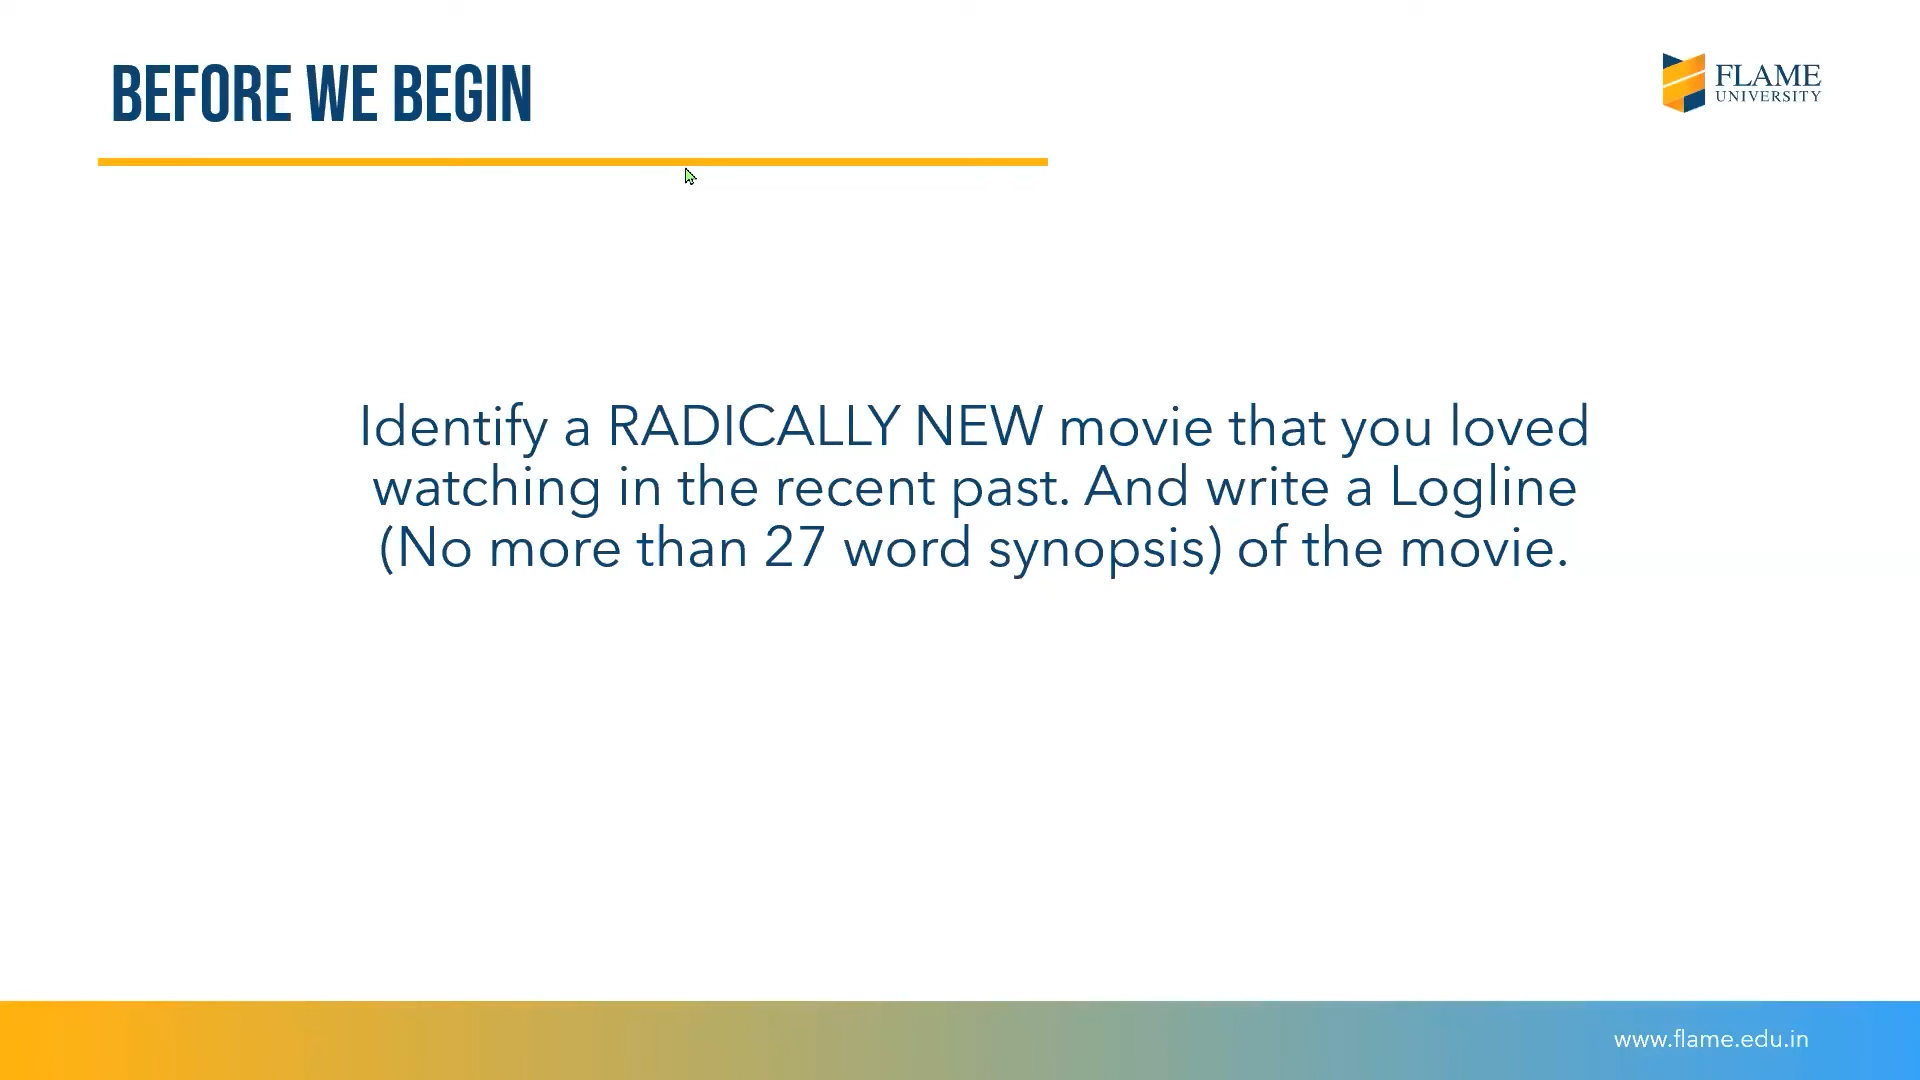 BEFORE WE BEGIN
FLAME
UNIVERSITY
Identify a RADICALLY NEW movie that you loved
watching in the recent past. And write a Logline
(No more than 27 word synopsis) of the movie.
www.flame.edu.in